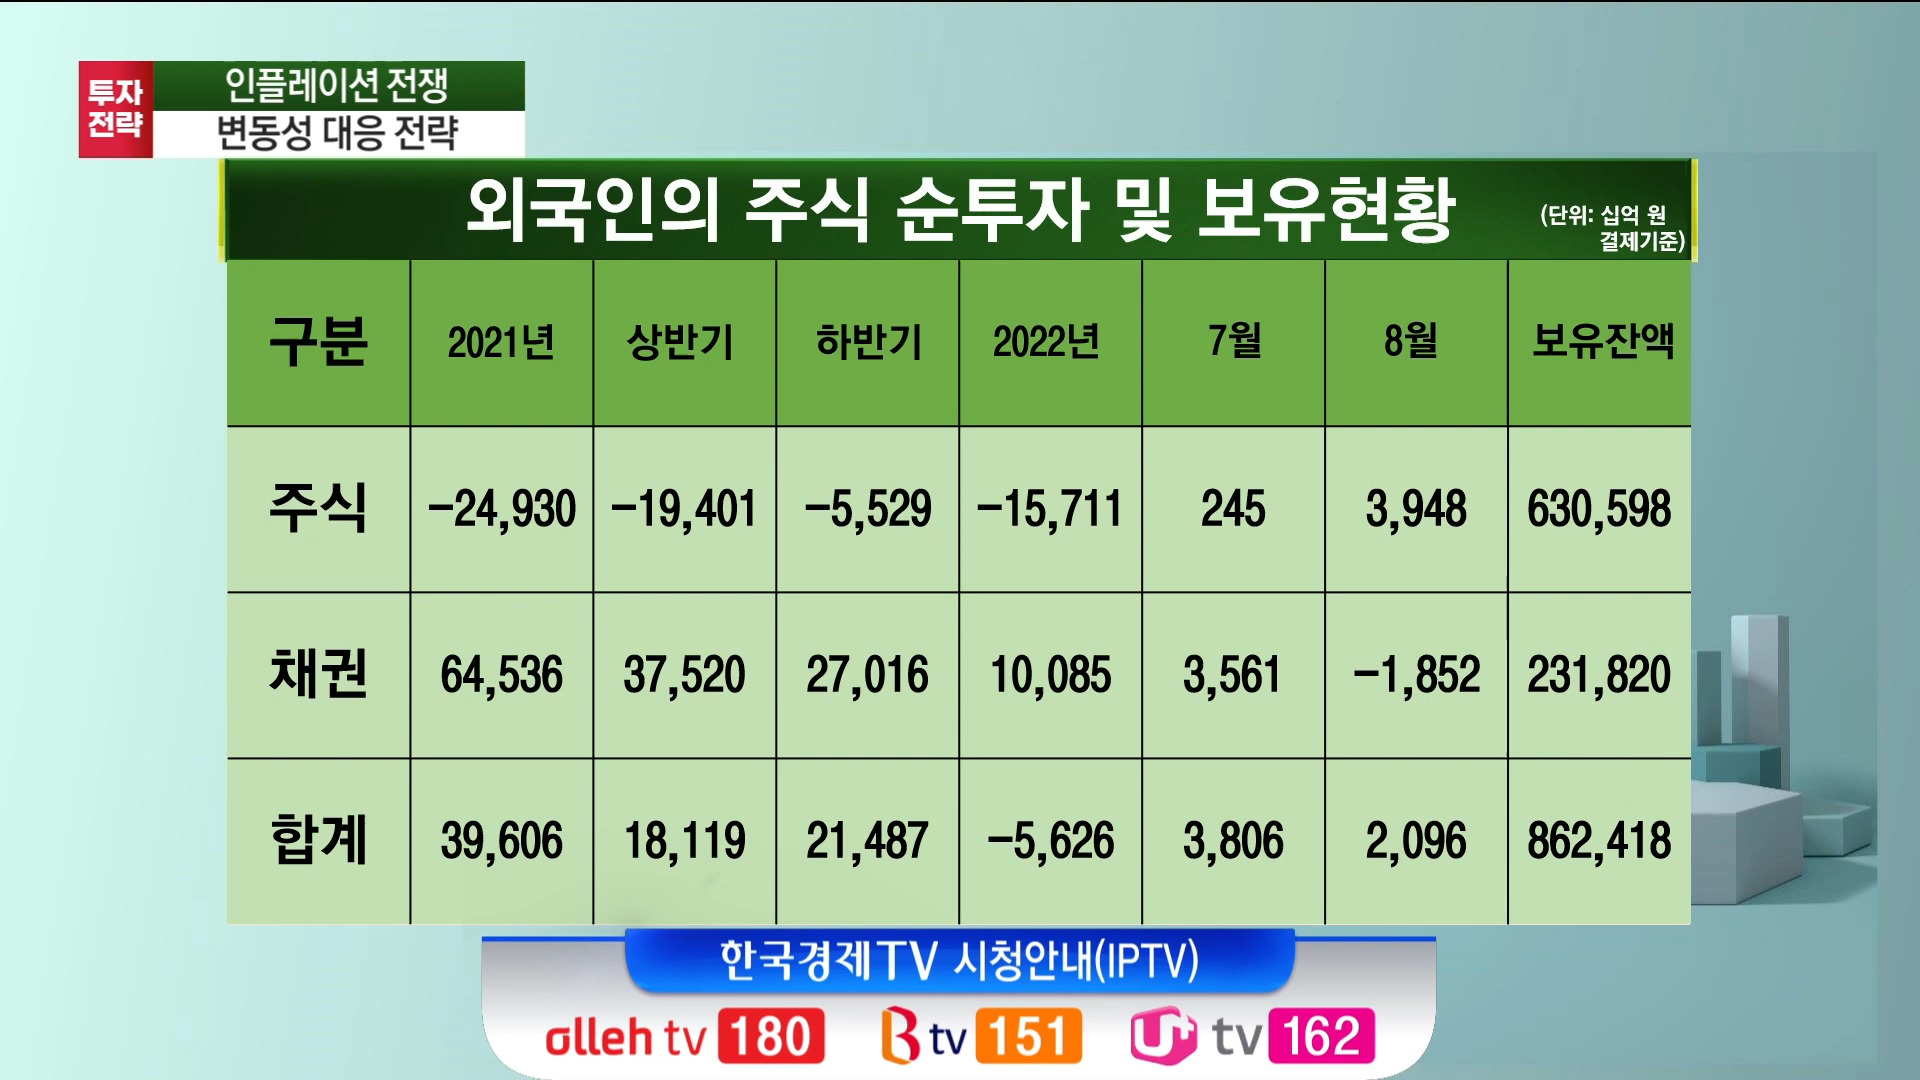 투자
전략
인플레이션 전쟁
변동성 대응 전략
외국인의 주식 순투자 및 보유현황
(단위: 십억 원
결제기준)
구분 2021년 상반기 하반기 2022년 7월 8월 보유잔액
주식 -24,930 -19,401 -5,529 -15,711 245 3,948 630,598
채권 64,536 37,520 27,016 10,085 3,561 -1,852 231,820
합계 39,606 18,119 21,487 -5,626 3,806 2,096 862,418
한국경제TV 시청안내(IPTV)
olleh tv 180 B tv 151 U+ tv 162